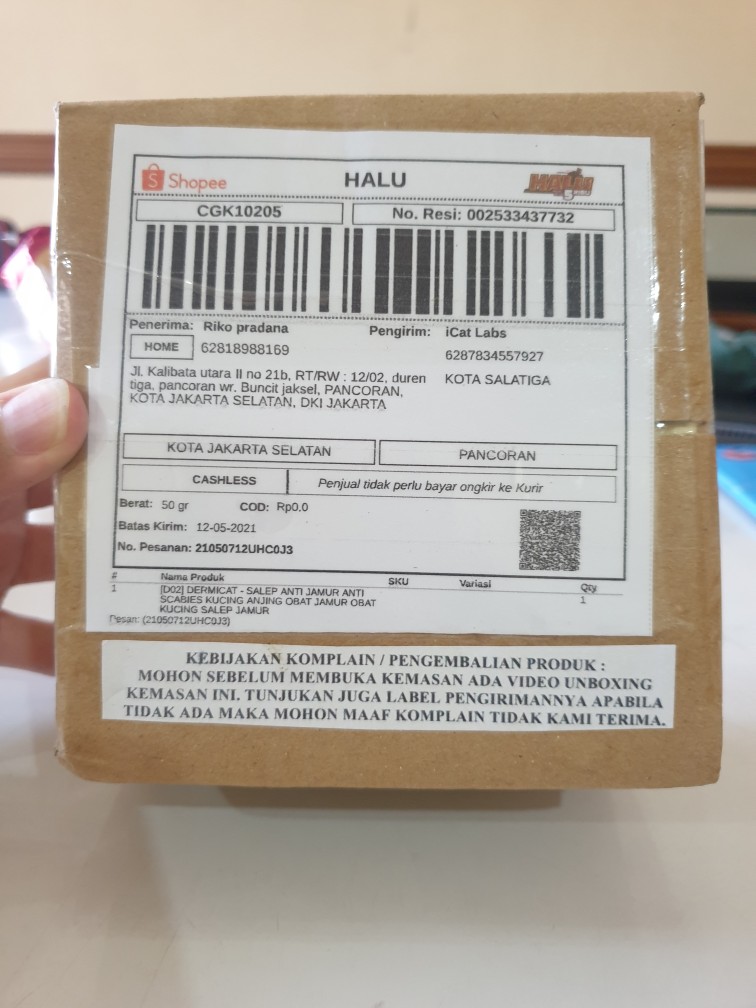 Shopee
HALU
HALU
CGK10205
No. Resi: 002533437732
Penerima: Riko pradana
HOME
62818988169
Pengirim: iCat Labs
6287834557927
KOTA SALATIGA
Jl. Kalibata utara II no 21b, RT/RW : 12/02, duren
tiga, pancoran wr. Buncit jaksel, PANCORAN,
KOTA JAKARTA SELATAN, DKI JAKARTA
KOTA JAKARTA SELATAN
PANCORAN
CASHLESS
Penjual tidak perlu bayar ongkir ke Kurir
Berat: 50 gr COD: Rp0,0
Batas Kirim: 12-05-2021
No. Pesanan: 21050712UHC0J3
# Nama Produk SKU Variasi Qty
1 [D02] DERMICAT - SALEP ANTI JAMUR ANTI 1
SCABIES KUCING ANJING OBAT JAMUR OBAT
KUCING SALEP JAMUR
Pesan: (21050712UHC0J3)
KEBIJAKAN KOMPLAIN / PENGEMBALIAN PRODUK :
MOHON SEBELUM MEMBUKA KEMASAN ADA VIDEO UNBOXING
KEMASAN INI. TUNJUKAN JUGA LABEL PENGIRIMANNYA APABILA
TIDAK ADA MAKA MOHON MAAF KOMPLAIN TIDAK KAMI TERIMA.